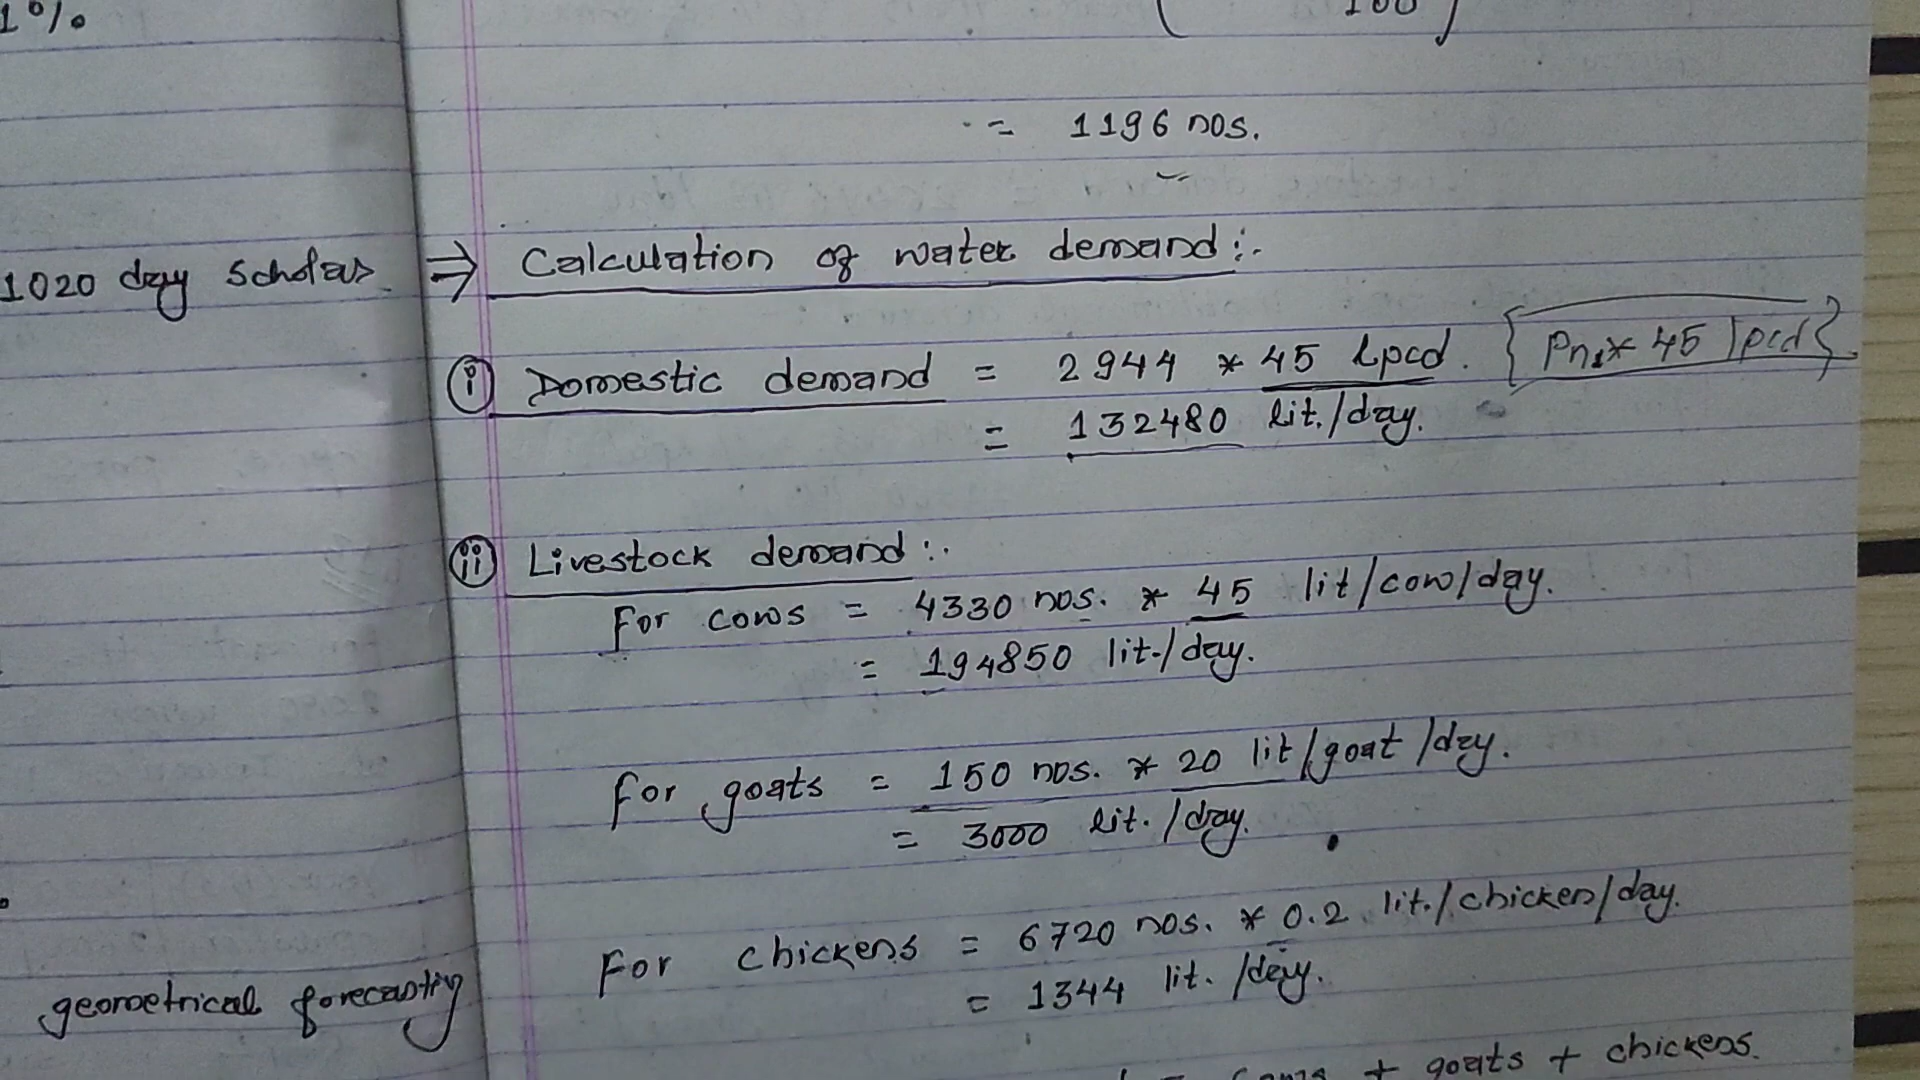 1%
100
= 1196 nos.
1020 day scholars
⇒ Calculation of water demand :-
(i) Domestic demand = 2944 * 45 lpcd. {Pn * 45 lpcd}
= 132480 lit./day.
(ii) Livestock demand :-
For cows = 4330 nos. * 45 lit/cow/day.
= 194850 lit./day.
For goats = 150 nos. * 20 lit/goat/day.
= 3000 lit./day.
For chickens = 6720 nos. * 0.2 lit./chicken/day.
= 1344 lit./day.
geometrical forecasting
= cows + goats + chickens.